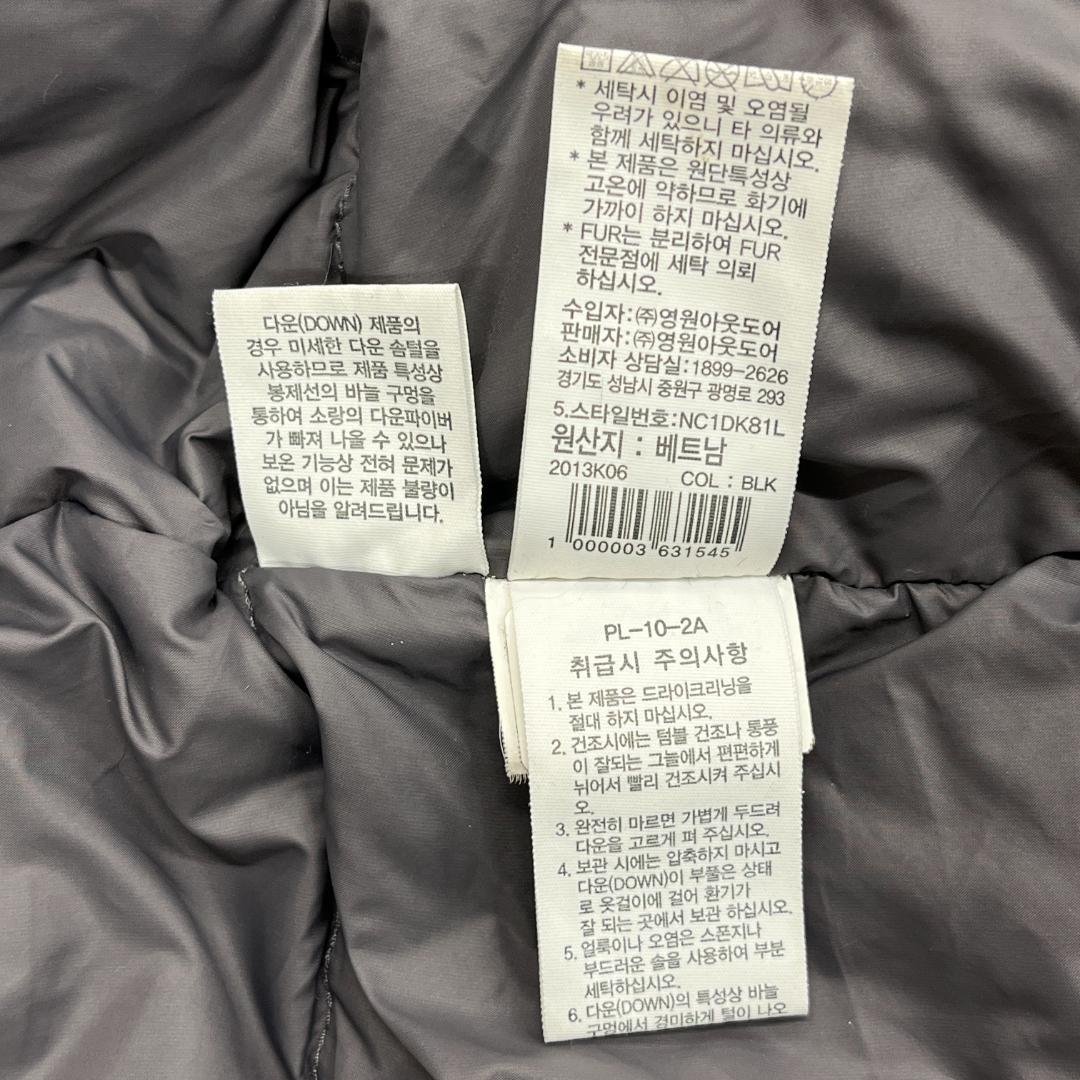 다운(DOWN) 제품의
경우 미세한 다운 솜털을
사용하므로 제품 특성상
봉제선의 바늘 구멍을
통하여 소량의 다운파이버
가 빠져 나올 수 있으나
보온 기능상 전혀 문제가
없으며 이는 제품 불량이
아님을 알려드립니다.
* 세탁시 이염 및 오염될
우려가 있으니 타 의류와
함께 세탁하지 마십시오.
* 본 제품은 원단특성상
고온에 약하므로 화기에
가까이 하지 마십시오.
* FUR는 분리하여 FUR
전문점에 세탁 의뢰
하십시오.
수입자:㈜영원아웃도어
판매자:㈜영원아웃도어
소비자 상담실:1899-2626
경기도 성남시 중원구 광명로 293
5.스타일번호:NC1DK81L
원산지 : 베트남
2013K06 COL : BLK
1 000003 631545
PL-10-2A
취급시 주의사항
1. 본 제품은 드라이크리닝을
절대 하지 마십시오.
2. 건조시에는 텀블 건조나 통풍
이 잘되는 그늘에서 편편하게
뉘어서 빨리 건조시켜 주십시
오.
3. 완전히 마르면 가볍게 두드려
다운을 고르게 펴 주십시오.
4. 보관 시에는 압축하지 마시고
다운(DOWN)이 부풀은 상태
로 옷걸이에 걸어 환기가
잘 되는 곳에서 보관 하십시오.
5. 얼룩이나 오염은 스폰지나
부드러운 솔을 사용하여 부분
세탁하십시오.
6. 다운(DOWN)의 특성상 바늘
구멍에서 경미하게 털이 나오